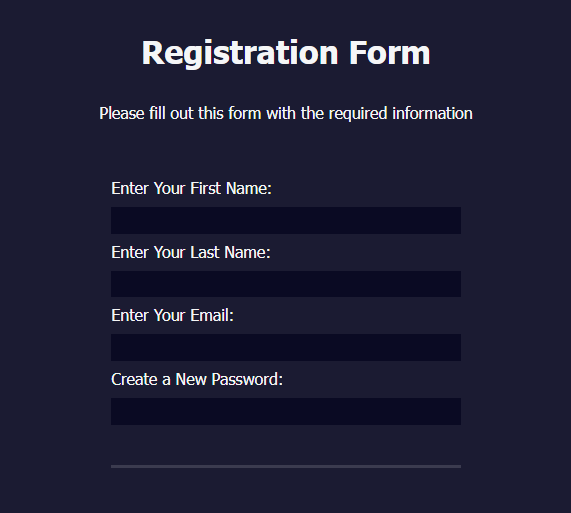 Registration Form
Please fill out this form with the required information
Enter Your First Name:
Enter Your Last Name:
Enter Your Email:
Create a New Password: